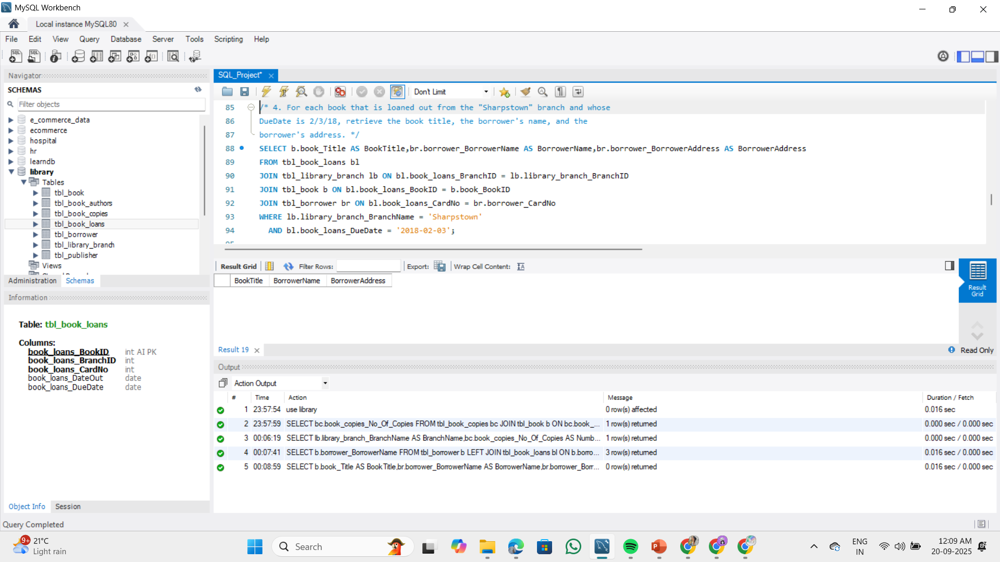 MySQL Workbench
Local instance MySQL80
File Edit View Query Database Server Tools Scripting Help
Navigator
SCHEMAS
Filter objects
e_commerce_data
ecommerce
hospital
hr
learndb
library
Tables
tbl_book
tbl_book_authors
tbl_book_copies
tbl_book_loans
tbl_borrower
tbl_library_branch
tbl_publisher
Views
Administration Schemas
Information
Table: tbl_book_loans
Columns:
book_loans_BookID int AI PK
book_loans_BranchID int
book_loans_CardNo int
book_loans_DateOut date
book_loans_DueDate date
Object Info Session
SQL_Project*
Don't Limit
85 /* 4. For each book that is loaned out from the "Sharpstown" branch and whose
86 DueDate is 2/3/18, retrieve the book title, the borrower's name, and the
87 borrower's address. */
88 SELECT b.book_Title AS BookTitle,br.borrower_BorrowerName AS BorrowerName,br.borrower_BorrowerAddress AS BorrowerAddress
89 FROM tbl_book_loans bl
90 JOIN tbl_library_branch lb ON bl.book_loans_BranchID = lb.library_branch_BranchID
91 JOIN tbl_book b ON bl.book_loans_BookID = b.book_BookID
92 JOIN tbl_borrower br ON bl.book_loans_CardNo = br.borrower_CardNo
93 WHERE lb.library_branch_BranchName = 'Sharpstown'
94 AND bl.book_loans_DueDate = '2018-02-03';
Result Grid Filter Rows: Export: Wrap Cell Content:
BookTitle BorrowerName BorrowerAddress
Result Grid
Result 19
Read Only
Output
Action Output
# Time Action Message Duration / Fetch
1 23:57:54 use library 0 row(s) affected 0.016 sec
2 23:57:59 SELECT bc.book_copies_No_Of_Copies FROM tbl_book_copies bc JOIN tbl_book b ON bc.book_... 1 row(s) returned 0.000 sec / 0.000 sec
3 00:06:19 SELECT lb.library_branch_BranchName AS BranchName,bc.book_copies_No_Of_Copies AS Numb... 1 row(s) returned 0.000 sec / 0.000 sec
4 00:07:41 SELECT b.borrower_BorrowerName FROM tbl_borrower b LEFT JOIN tbl_book_loans bl ON b.borro... 3 row(s) returned 0.016 sec / 0.000 sec
5 00:08:59 SELECT b.book_Title AS BookTitle,br.borrower_BorrowerName AS BorrowerName,br.borrower_Borr... 0 row(s) returned 0.016 sec / 0.000 sec
Query Completed
9+ 21°C
Light rain
Search
ENG
IN
12:09 AM
20-09-2025